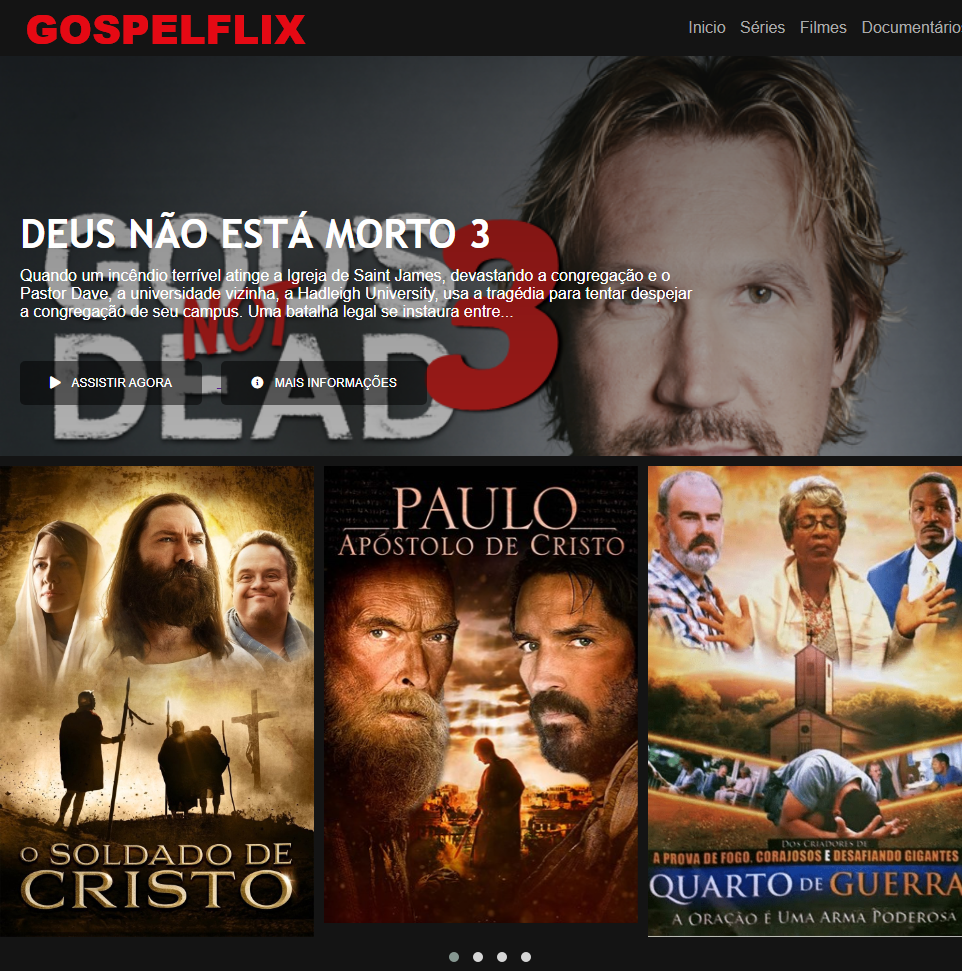 GOSPELFLIX
Inicio Séries Filmes Documentários
GOD'S
NOT
DEAD
3
DEUS NÃO ESTÁ MORTO 3
Quando um incêndio terrível atinge a Igreja de Saint James, devastando a congregação e o
Pastor Dave, a universidade vizinha, a Hadleigh University, usa a tragédia para tentar despejar
a congregação de seu campus. Uma batalha legal se instaura entre...
ASSISTIR AGORA
MAIS INFORMAÇÕES
O SOLDADO DE
CRISTO
PAULO
APÓSTOLO DE CRISTO
DOS CRIADORES DE
A PROVA DE FOGO, CORAJOSOS E DESAFIANDO GIGANTES
QUARTO DE GUERRA
A ORAÇÃO É UMA ARMA PODEROSA